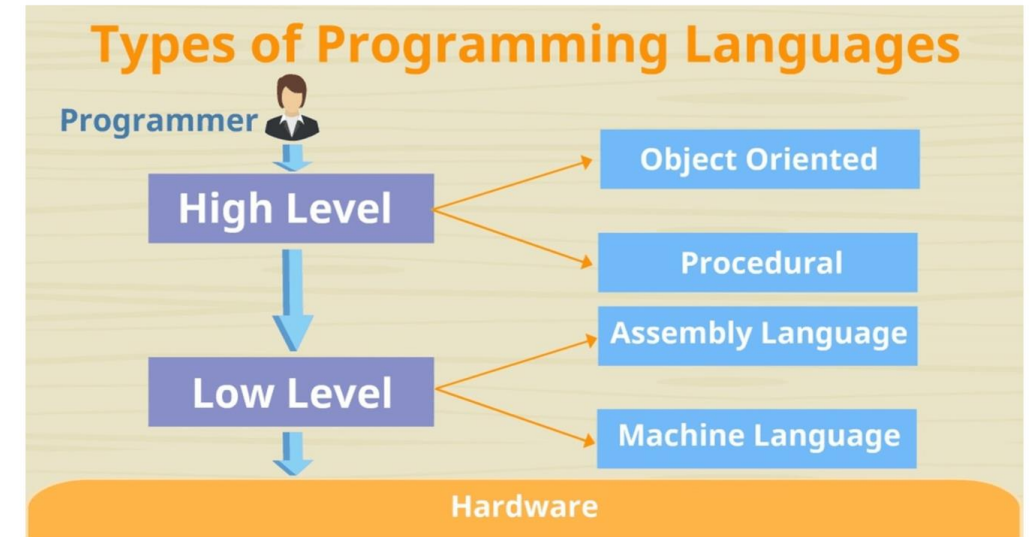 Types of Programming Languages
Programmer
High Level
Object Oriented
Procedural
Low Level
Assembly Language
Machine Language
Hardware